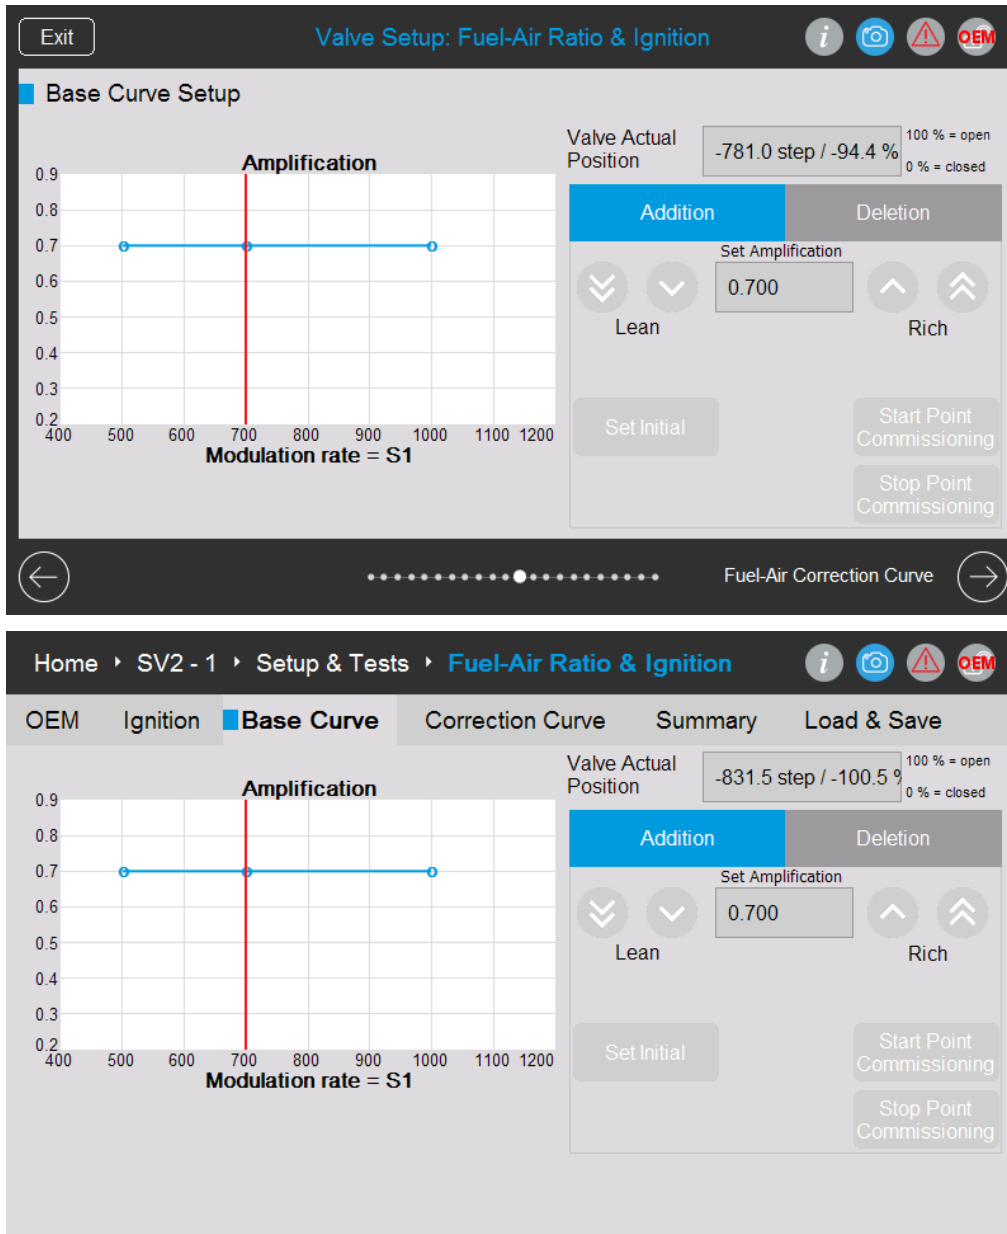 Exit
Valve Setup: Fuel-Air Ratio & Ignition
i
OEM
Base Curve Setup
Valve Actual
Position
-781.0 step / -94.4 %
100 % = open
0 % = closed
Amplification
0.9
0.8
0.7
0.6
0.5
0.4
0.3
0.2
400 500 600 700 800 900 1000 1100 1200
Modulation rate = S1
Addition
Deletion
Set Amplification
0.700
Lean
Rich
Set Initial
Start Point
Commissioning
Stop Point
Commissioning
Fuel-Air Correction Curve
Home SV2 - 1 Setup & Tests Fuel-Air Ratio & Ignition
i
OEM
OEM Ignition Base Curve Correction Curve Summary Load & Save
Valve Actual
Position
-831.5 step / -100.5 %
100 % = open
0 % = closed
Amplification
0.9
0.8
0.7
0.6
0.5
0.4
0.3
0.2
400 500 600 700 800 900 1000 1100 1200
Modulation rate = S1
Addition
Deletion
Set Amplification
0.700
Lean
Rich
Set Initial
Start Point
Commissioning
Stop Point
Commissioning